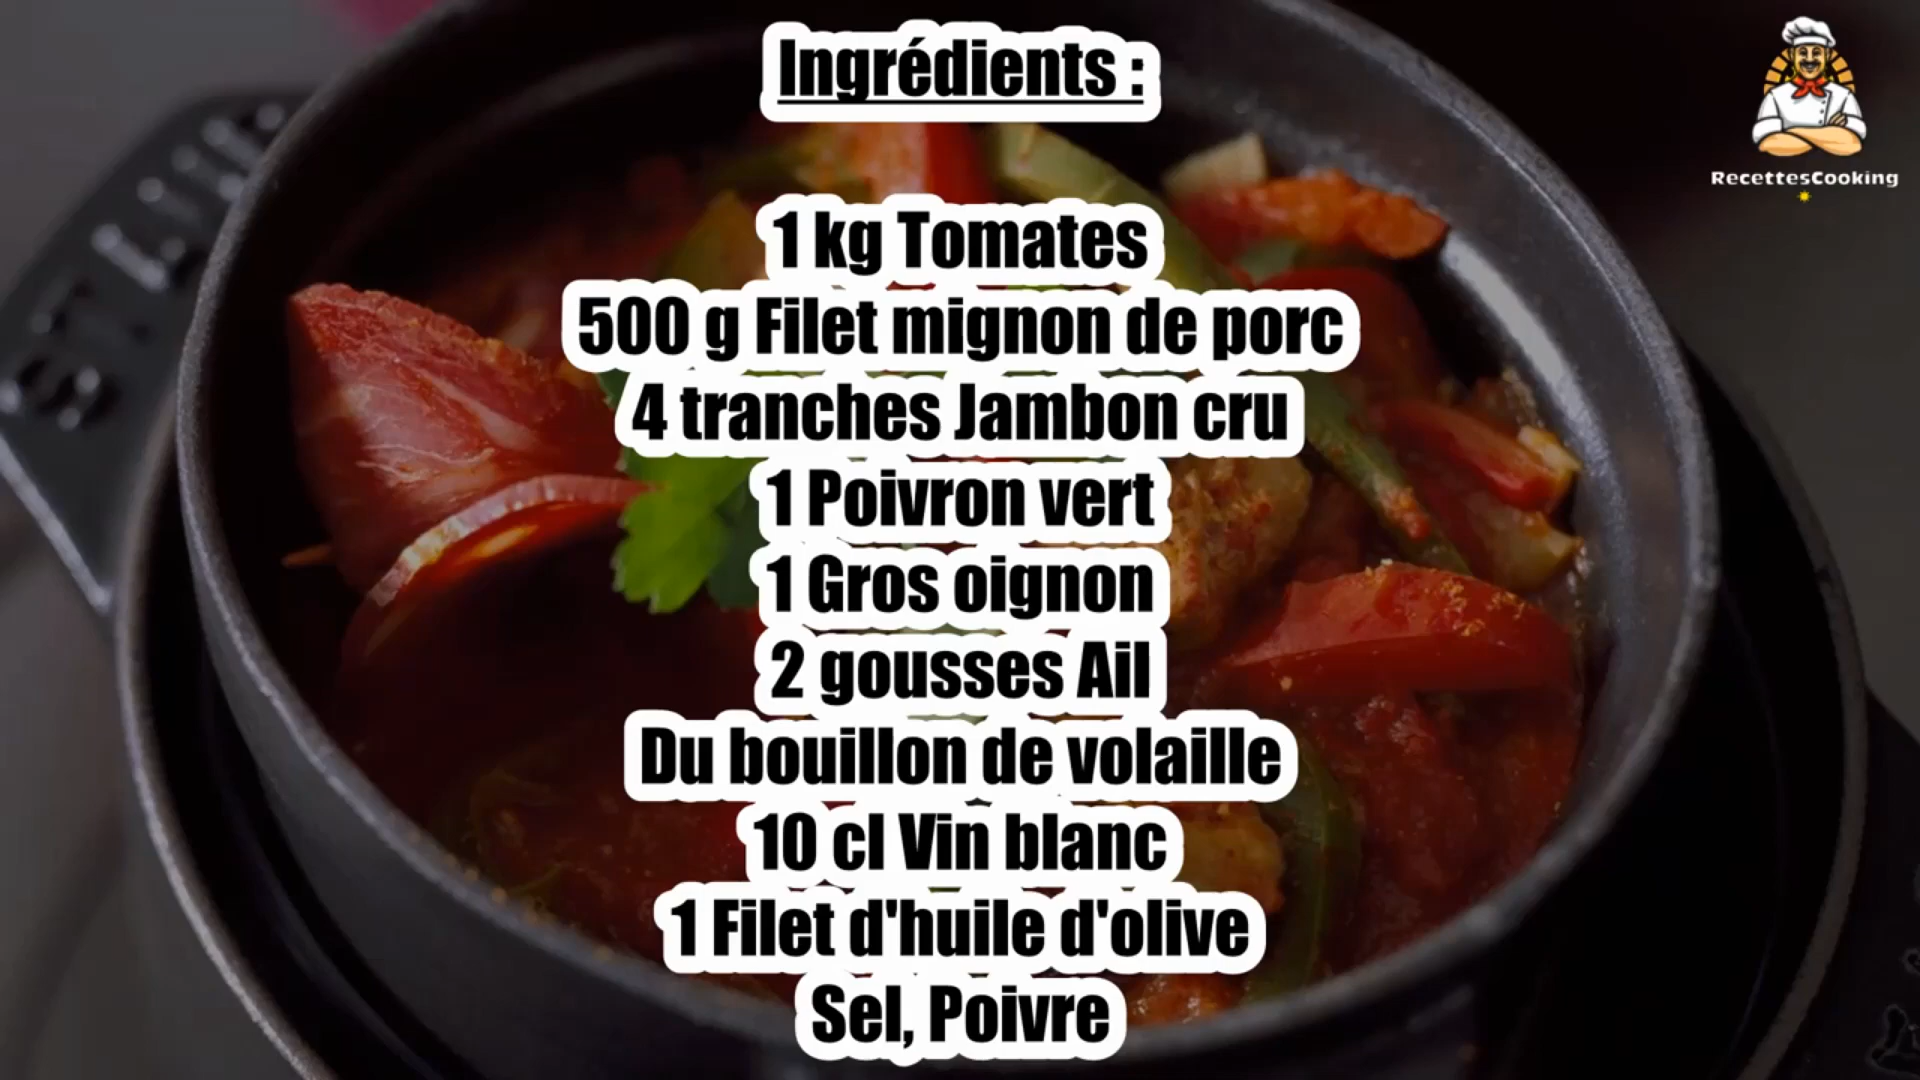 Ingrédients :
RecettesCooking
1 kg Tomates
500 g Filet mignon de porc
4 tranches Jambon cru
1 Poivron vert
1 Gros oignon
2 gousses Ail
Du bouillon de volaille
10 cl Vin blanc
1 Filet d'huile d'olive
Sel, Poivre